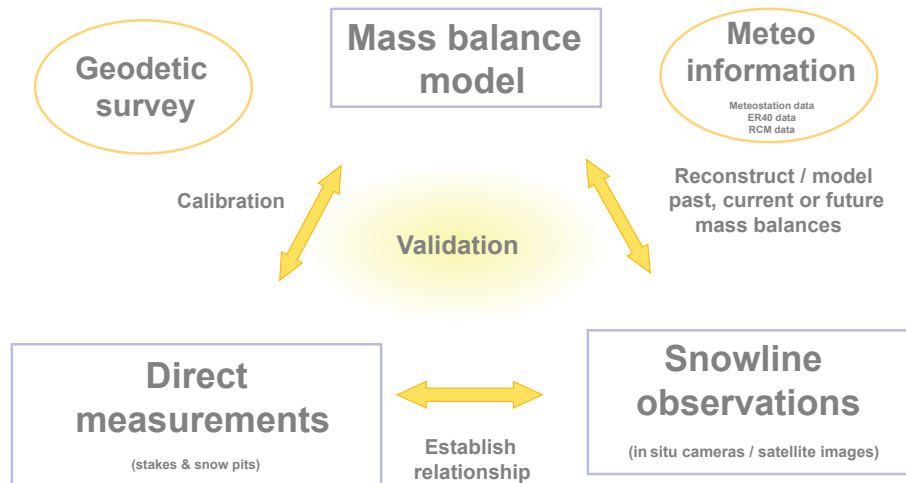 Geodetic
survey
Mass balance
model
Meteo
information
Meteostation data
ER40 data
RCM data
Calibration
Reconstruct / model
past, current or future
mass balances
Validation
Direct
measurements
(stakes & snow pits)
Establish
relationship
Snowline
observations
(in situ cameras / satellite images)